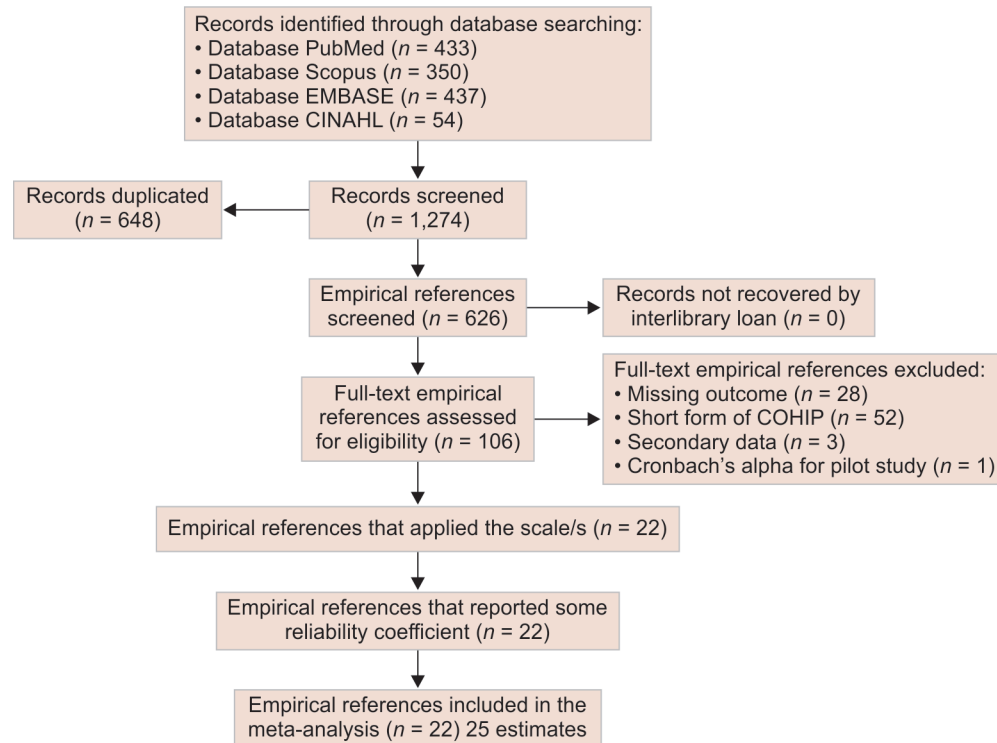 Records identified through database searching:
• Database PubMed (n = 433)
• Database Scopus (n = 350)
• Database EMBASE (n = 437)
• Database CINAHL (n = 54)
Records duplicated
(n = 648)
Records screened
(n = 1,274)
Empirical references
screened (n = 626)
Records not recovered by
interlibrary loan (n = 0)
Full-text empirical
references assessed
for eligibility (n = 106)
Full-text empirical references excluded:
• Missing outcome (n = 28)
• Short form of COHIP (n = 52)
• Secondary data (n = 3)
• Cronbach's alpha for pilot study (n = 1)
Empirical references that applied the scale/s (n = 22)
Empirical references that reported some
reliability coefficient (n = 22)
Empirical references included in the
meta-analysis (n = 22) 25 estimates